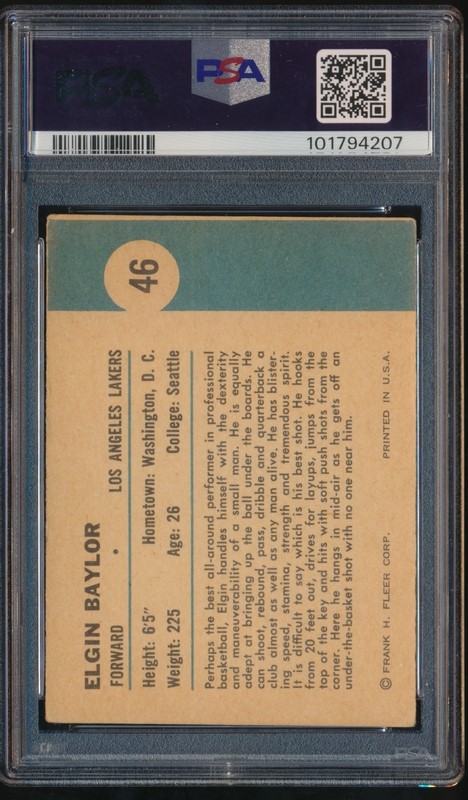 PSA
PSA
101794207
46
ELGIN BAYLOR
FORWARD • LOS ANGELES LAKERS
Height: 6'5" Hometown: Washington, D. C.
Weight: 225 Age: 26 College: Seattle
Perhaps the best all-around performer in professional
basketball, Elgin handles himself with the dexterity
and maneuverability of a small man. He is equally
adept at bringing up the ball under the boards. He
can shoot, rebound, pass, dribble and quarterback a
club almost as well as any man alive. He has blister-
ing speed, stamina, strength and tremendous spirit.
It is difficult to say which is his best shot. He hooks
from 20 feet out, drives for layups, jumps from the
top of the key and hits with soft push shots from the
corner. Here he hangs in mid-air as he gets off an
under-the-basket shot with no one near him.
© FRANK H. FLEER CORP. PRINTED IN U.S.A.
PSA